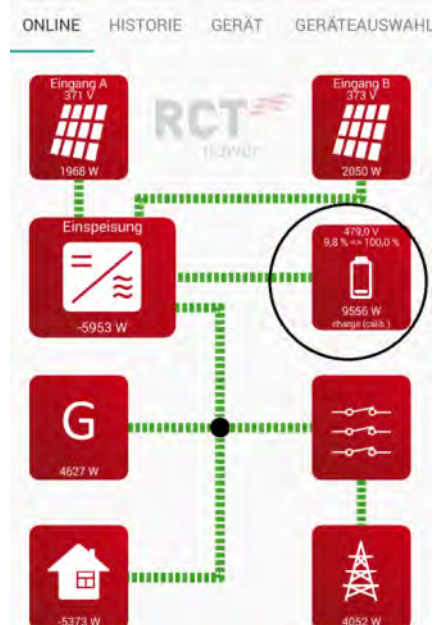 ONLINE HISTORIE GERÄT GERÄTEAUSWAHL
Eingang A
371 V
1968 W
RCT
power
Eingang B
373 V
2050 W
Einspeisung
-5953 W
479,0 V
9,8 % => 100,0 %
9556 W
charge (calib.)
G
4627 W
-5373 W
4052 W